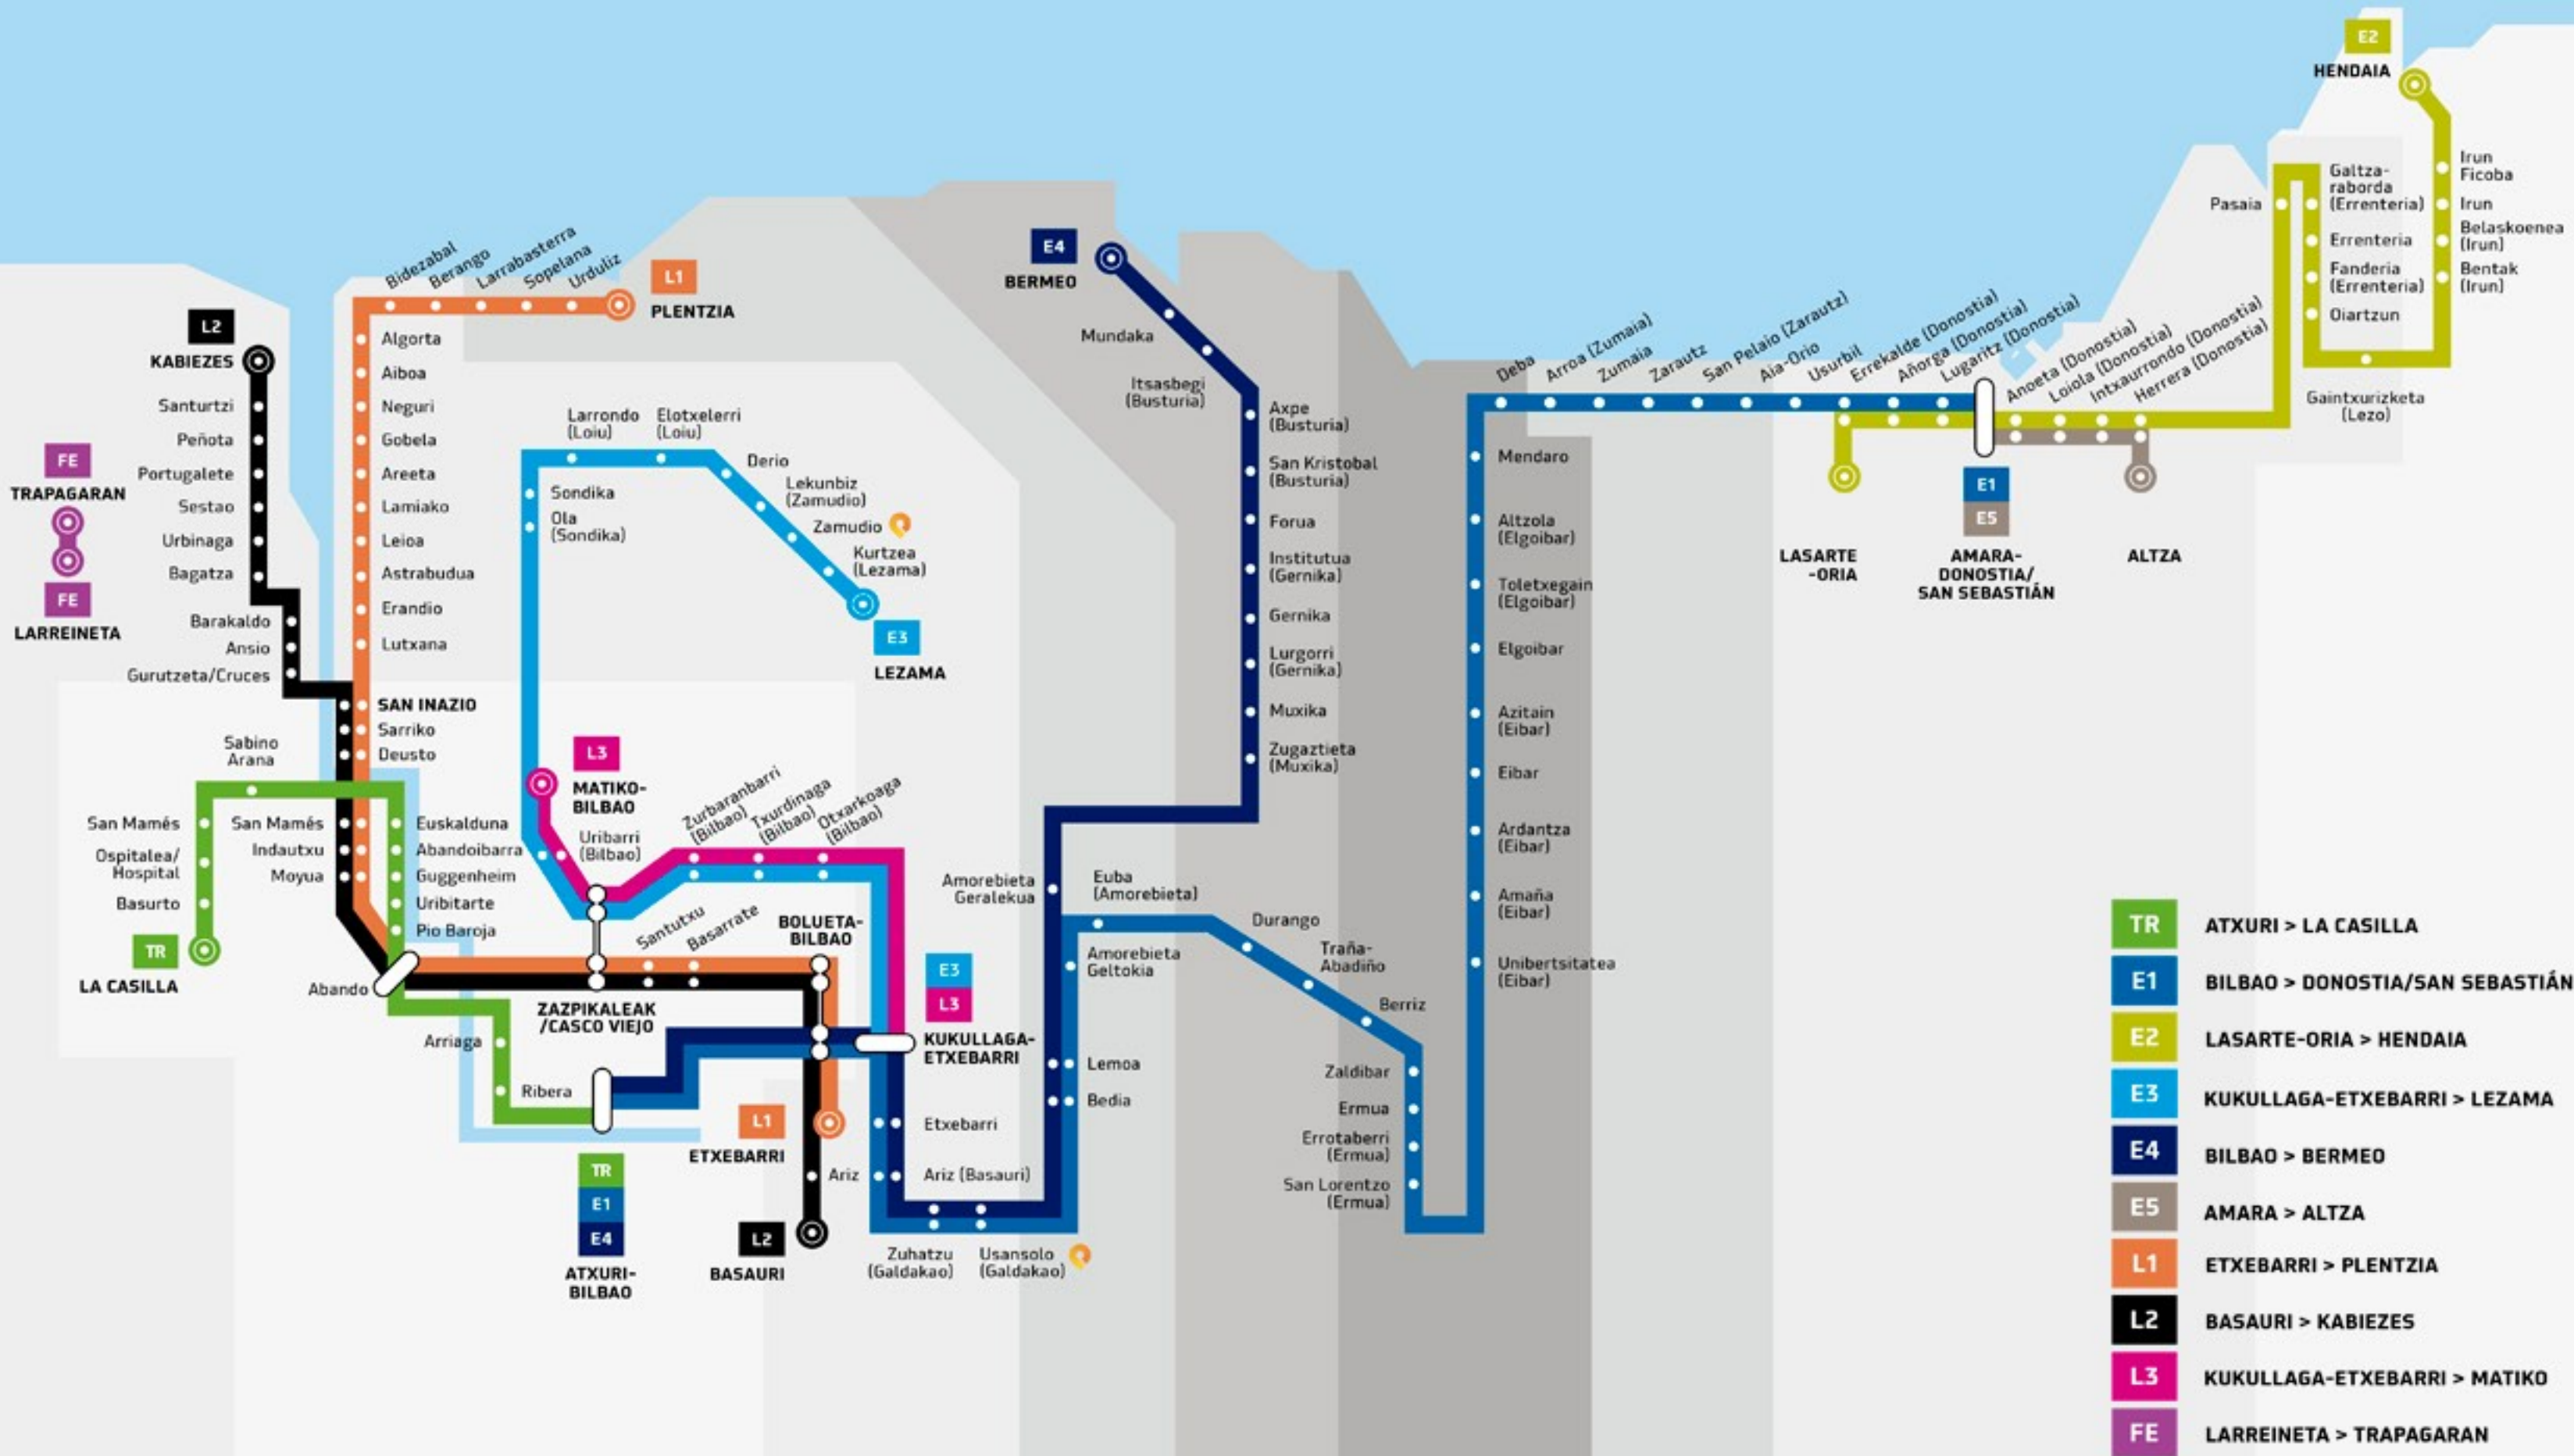 E2
HENDAIA
Irun
Ficoba
Irun
Belaskoenea
(Irun)
Bentak
(Irun)
Galtza-
raborda
(Errenteria)
Pasaia
Errenteria
Fanderia
(Errenteria)
Oiartzun
Gaintxurizketa
(Lezo)
Bidezabal
Berango
Larrabasterra
Sopelana
Urduliz
L1
PLENTZIA
L2
KABIEZES
Santurtzi
Peñota
Portugalete
Sestao
Urbinaga
Bagatza
Barakaldo
Ansio
Gurutzeta/Cruces
FE
TRAPAGARAN
FE
LARREINETA
Algorta
Aiboa
Neguri
Gobela
Areeta
Lamiako
Leioa
Astrabudua
Erandio
Lutxana
SAN INAZIO
Sarriko
Deusto
Larrondo
(Loiu)
Elotxelerri
(Loiu)
Derio
Lekunbiz
(Zamudio)
Zamudio
Kurtzea
(Lezama)
E3
LEZAMA
Sondika
Ola
(Sondika)
E4
BERMEO
Mundaka
Itsasbegi
(Busturia)
Axpe
(Busturia)
San Kristobal
(Busturia)
Forua
Institutua
(Gernika)
Gernika
Lurgorri
(Gernika)
Muxika
Zugaztieta
(Muxika)
Deba
Arroa (Zumaia)
Zumaia
Zarautz
San Pelaio (Zarautz)
Aia-Orio
Usurbil
Errekalde (Donostia)
Añorga (Donostia)
Lugaritz (Donostia)
Anoeta (Donostia)
Loiola (Donostia)
Intxaurrondo (Donostia)
Herrera (Donostia)
LASARTE
-ORIA
E1
E5
AMARA-
DONOSTIA/
SAN SEBASTIÁN
ALTZA
Mendaro
Altzola
(Elgoibar)
Toletxegain
(Elgoibar)
Elgoibar
Azitain
(Eibar)
Eibar
Ardantza
(Eibar)
Amaña
(Eibar)
Unibertsitatea
(Eibar)
Sabino
Arana
San Mamés
Ospitalea/
Hospital
Basurto
TR
LA CASILLA
San Mamés
Indautxu
Moyua
Euskalduna
Abandoibarra
Guggenheim
Uribitarte
Pio Baroja
Abando
Arriaga
Ribera
L3
MATIKO-
BILBAO
Uribarri
(Bilbao)
Zurbaranbarri
(Bilbao)
Txurdinaga
(Bilbao)
Otxarkoaga
(Bilbao)
Santutxu
Basarrate
BOLUETA-
BILBAO
ZAZPIKALEAK
/CASCO VIEJO
E3
L3
KUKULLAGA-
ETXEBARRI
L1
ETXEBARRI
Ariz
L2
BASAURI
TR
E1
E4
ATXURI-
BILBAO
Etxebarri
Ariz (Basauri)
Zuhatzu
(Galdakao)
Usansolo
(Galdakao)
Amorebieta
Geralekua
Euba
(Amorebieta)
Amorebieta
Geltokia
Lemoa
Bedia
Durango
Traña-
Abadiño
Berriz
Zaldibar
Ermua
Errotaberri
(Ermua)
San Lorentzo
(Ermua)
TR ATXURI > LA CASILLA
E1 BILBAO > DONOSTIA/SAN SEBASTIÁN
E2 LASARTE-ORIA > HENDAIA
E3 KUKULLAGA-ETXEBARRI > LEZAMA
E4 BILBAO > BERMEO
E5 AMARA > ALTZA
L1 ETXEBARRI > PLENTZIA
L2 BASAURI > KABIEZES
L3 KUKULLAGA-ETXEBARRI > MATIKO
FE LARREINETA > TRAPAGARAN